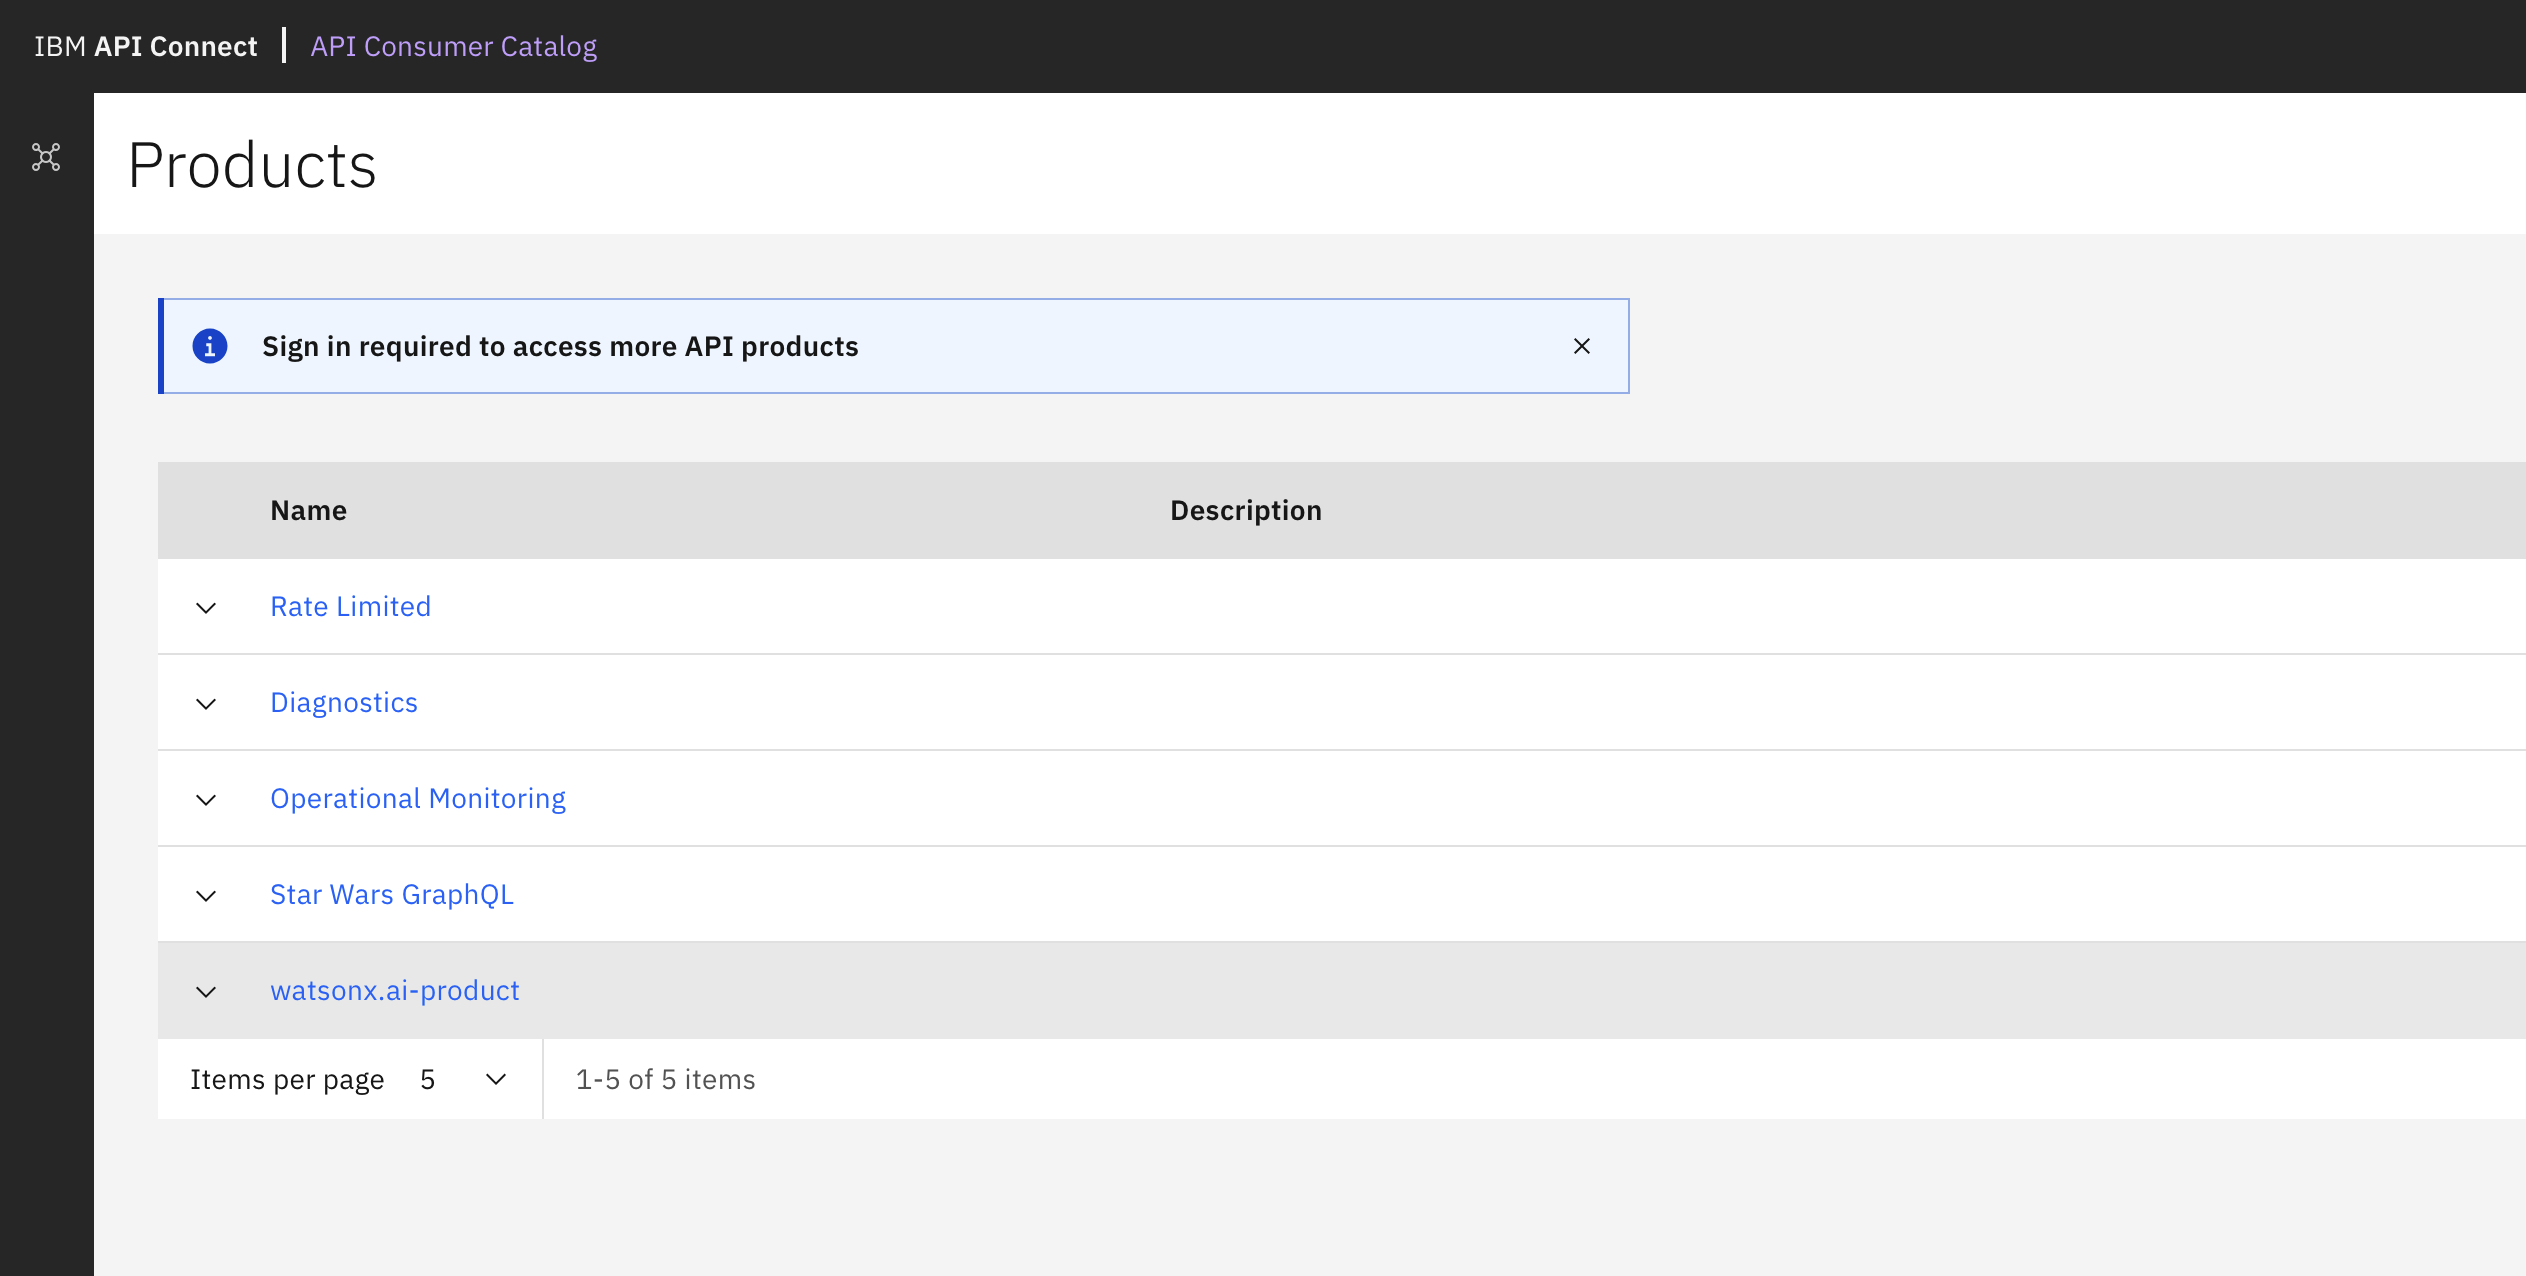 IBM API Connect | API Consumer Catalog
Products
Sign in required to access more API products
Name Description
Rate Limited
Diagnostics
Operational Monitoring
Star Wars GraphQL
watsonx.ai-product
Items per page 5 1-5 of 5 items